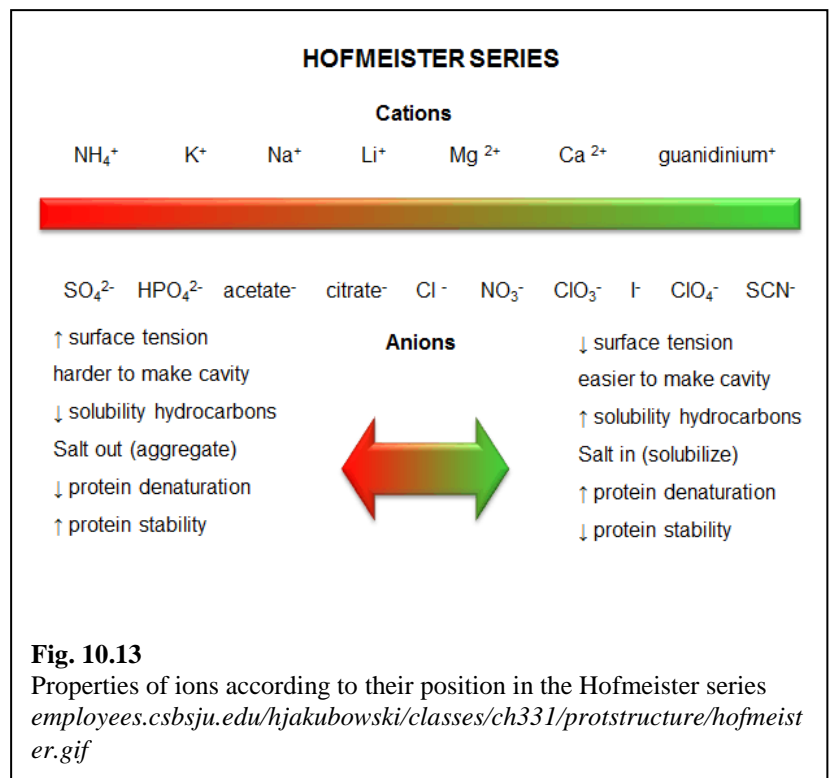 HOFMEISTER SERIES
Cations
NH₄⁺ K⁺ Na⁺ Li⁺ Mg ²⁺ Ca ²⁺ guanidinium⁺
SO₄²⁻ HPO₄²⁻ acetate⁻ citrate⁻ Cl ⁻ NO₃⁻ ClO₃⁻ I⁻ ClO₄⁻ SCN⁻
Anions
↑ surface tension
harder to make cavity
↓ solubility hydrocarbons
Salt out (aggregate)
↓ protein denaturation
↑ protein stability
↓ surface tension
easier to make cavity
↑ solubility hydrocarbons
Salt in (solubilize)
↑ protein denaturation
↓ protein stability
Fig. 10.13
Properties of ions according to their position in the Hofmeister series
employees.csbsju.edu/hjakubowski/classes/ch331/protstructure/hofmeist
er.gif